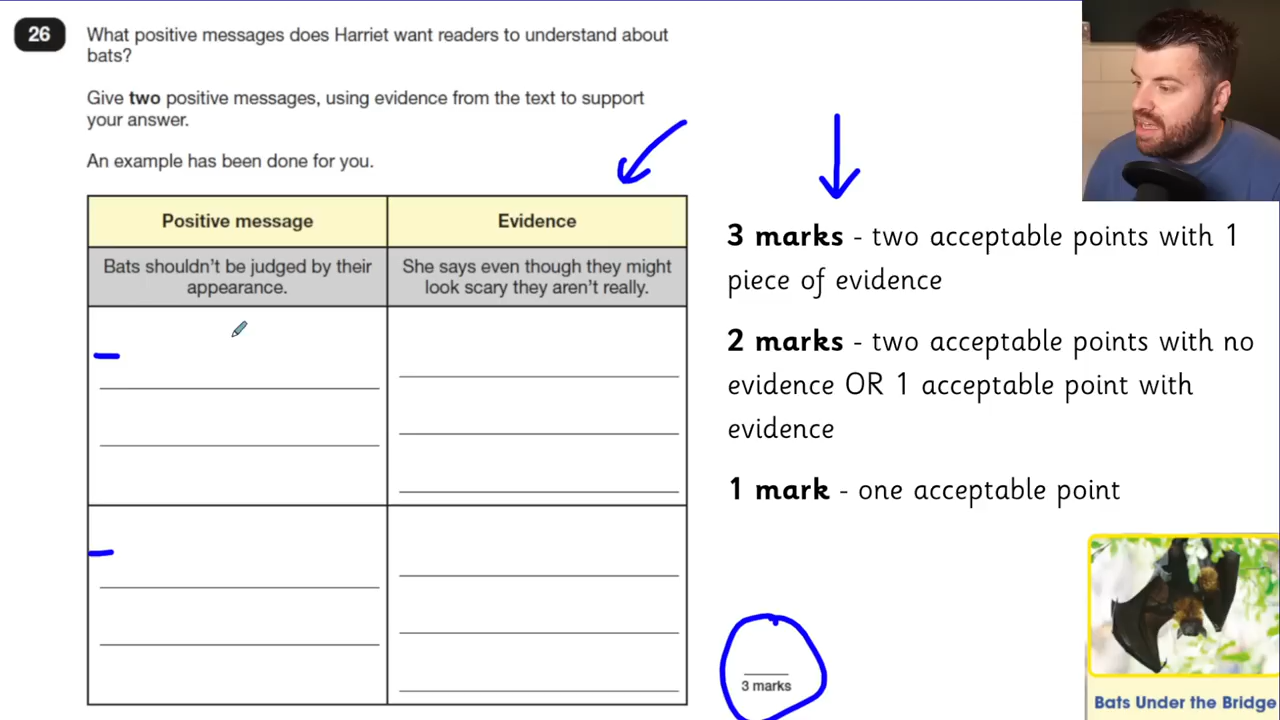 26
What positive messages does Harriet want readers to understand about
bats?
Give two positive messages, using evidence from the text to support
your answer.
An example has been done for you.
Positive message
Evidence
Bats shouldn't be judged by their
appearance.
She says even though they might
look scary they aren't really.
3 marks - two acceptable points with 1
piece of evidence
2 marks - two acceptable points with no
evidence OR 1 acceptable point with
evidence
1 mark - one acceptable point
3 marks
Bats Under the Bridge